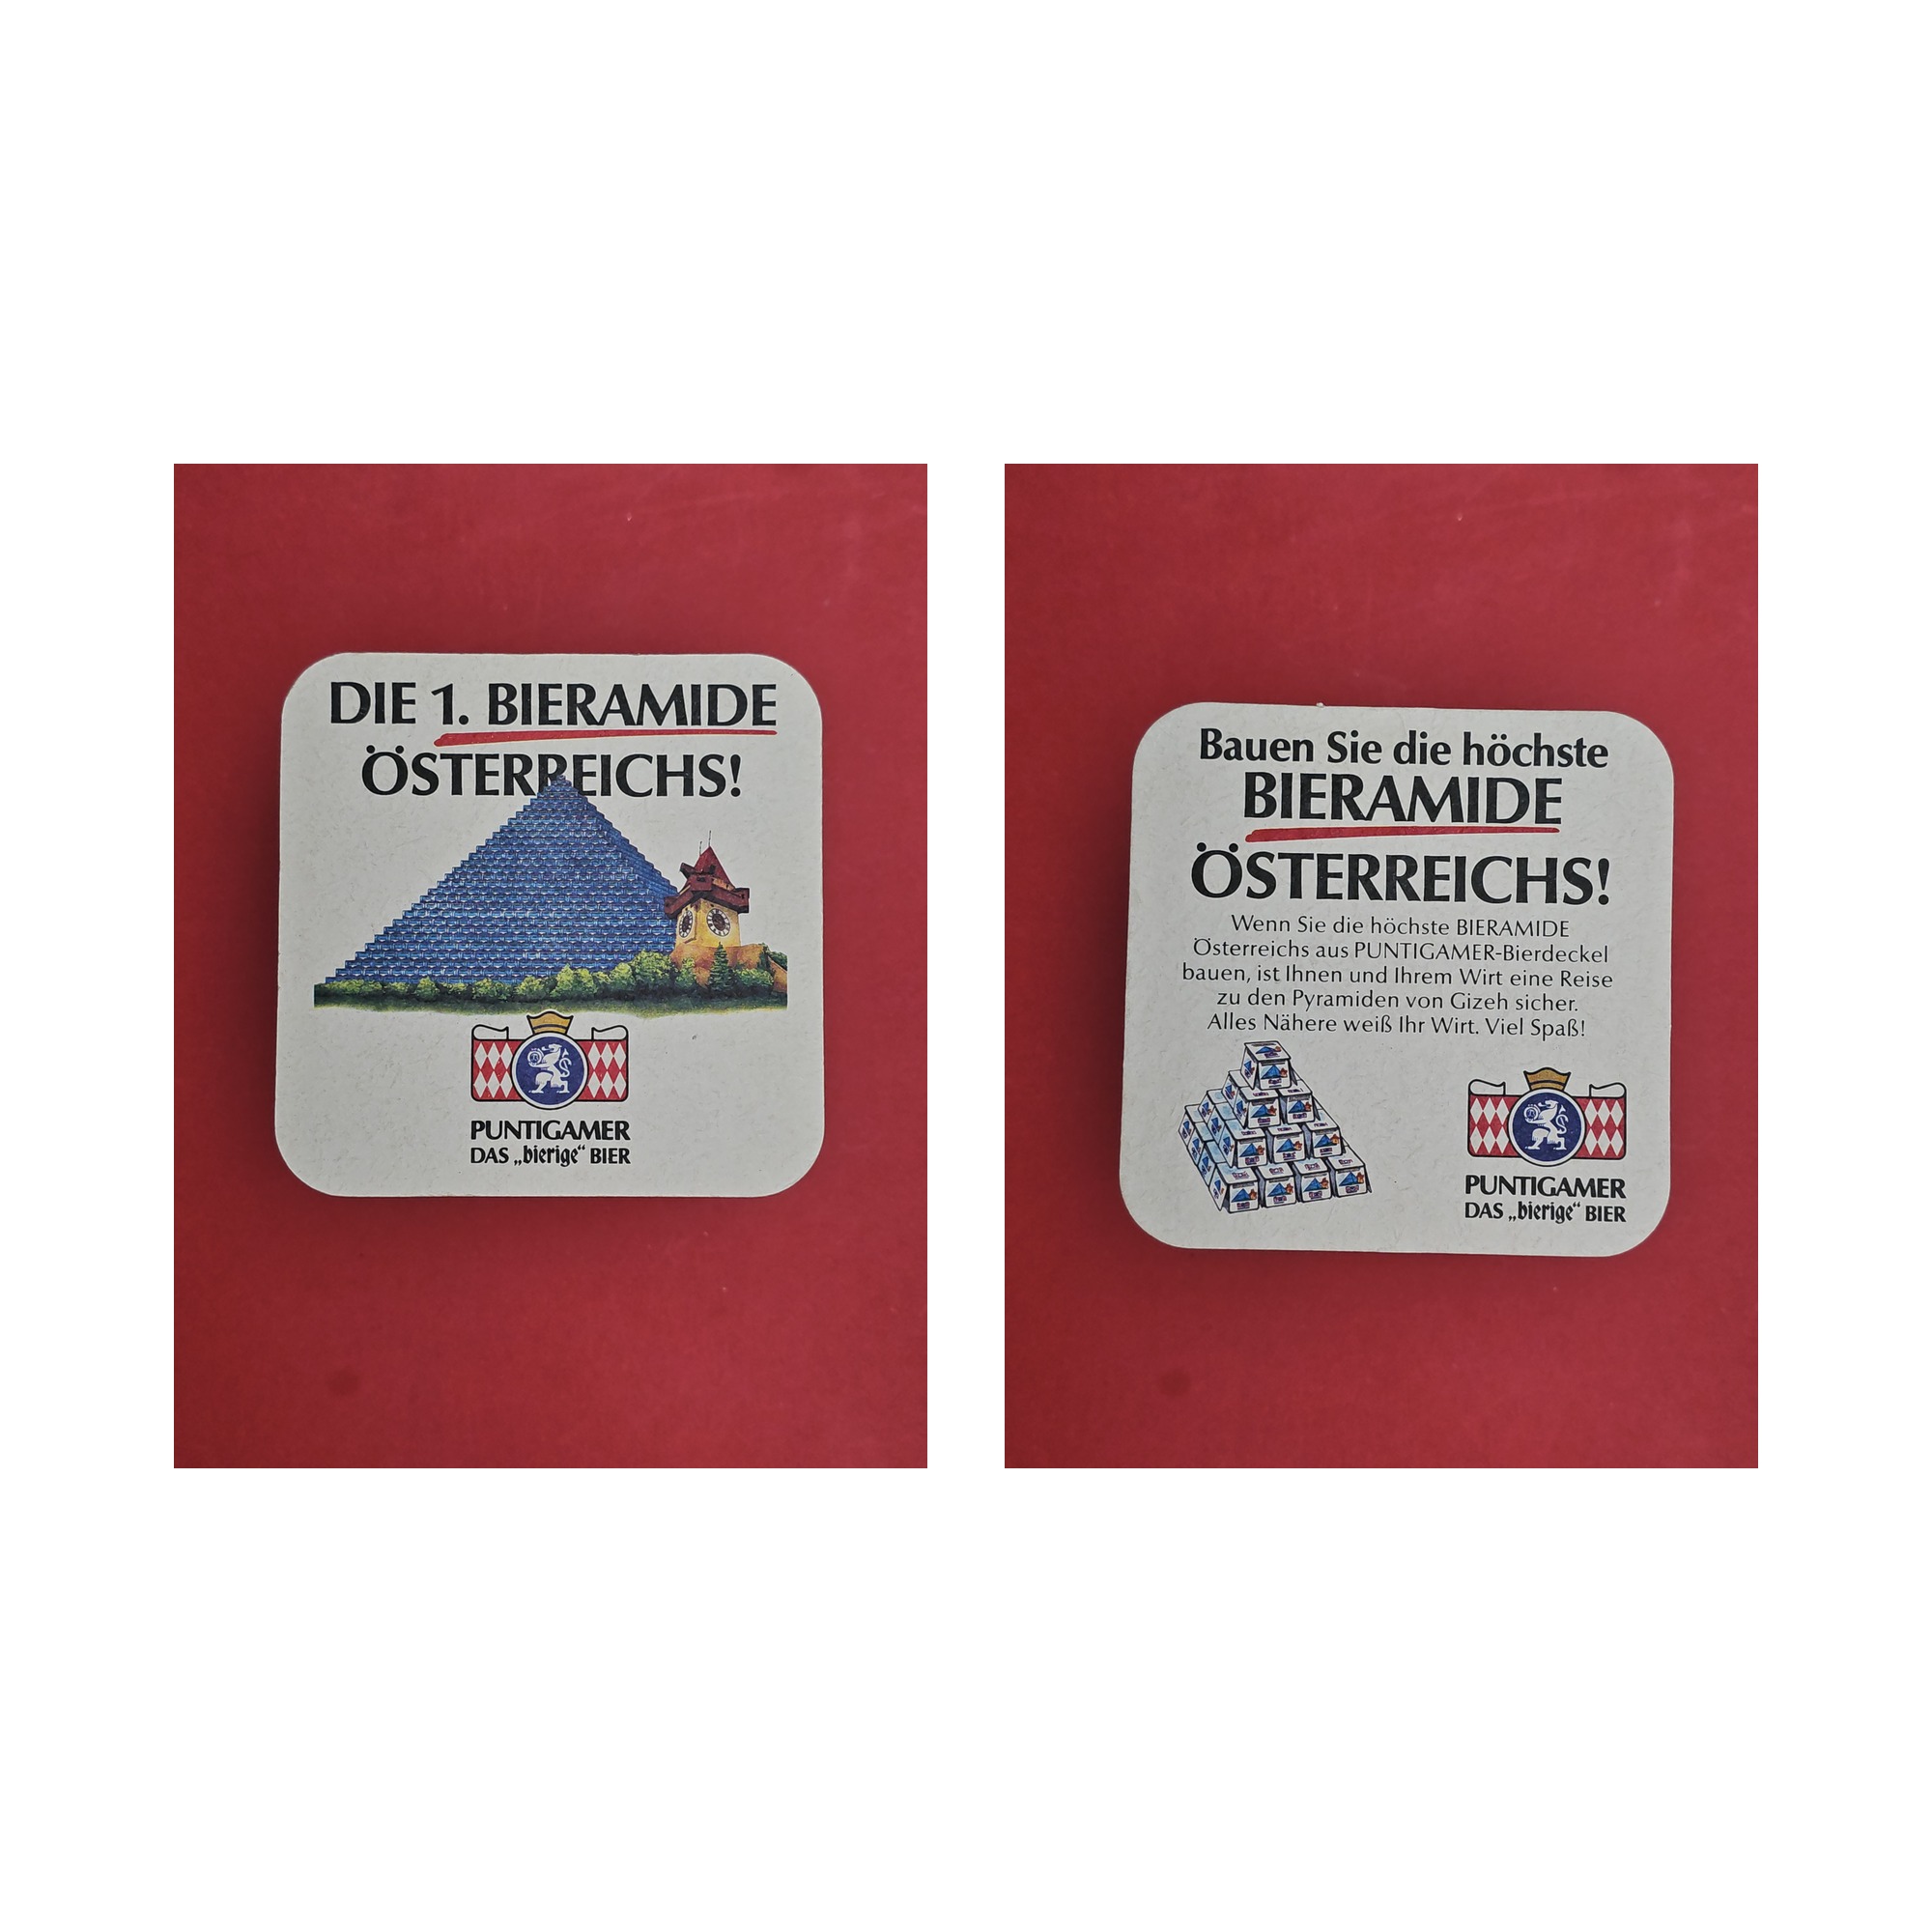 DIE 1. BIERAMIDE
ÖSTERREICHS!
PUNTIGAMER
DAS „bierige“ BIER
Bauen Sie die höchste
BIERAMIDE
ÖSTERREICHS!
Wenn Sie die höchste BIERAMIDE
Österreichs aus PUNTIGAMER-Bierdeckel
bauen, ist Ihnen und Ihrem Wirt eine Reise
zu den Pyramiden von Gizeh sicher.
Alles Nähere weiß Ihr Wirt. Viel Spaß!
PUNTIGAMER
DAS „bierige“ BIER